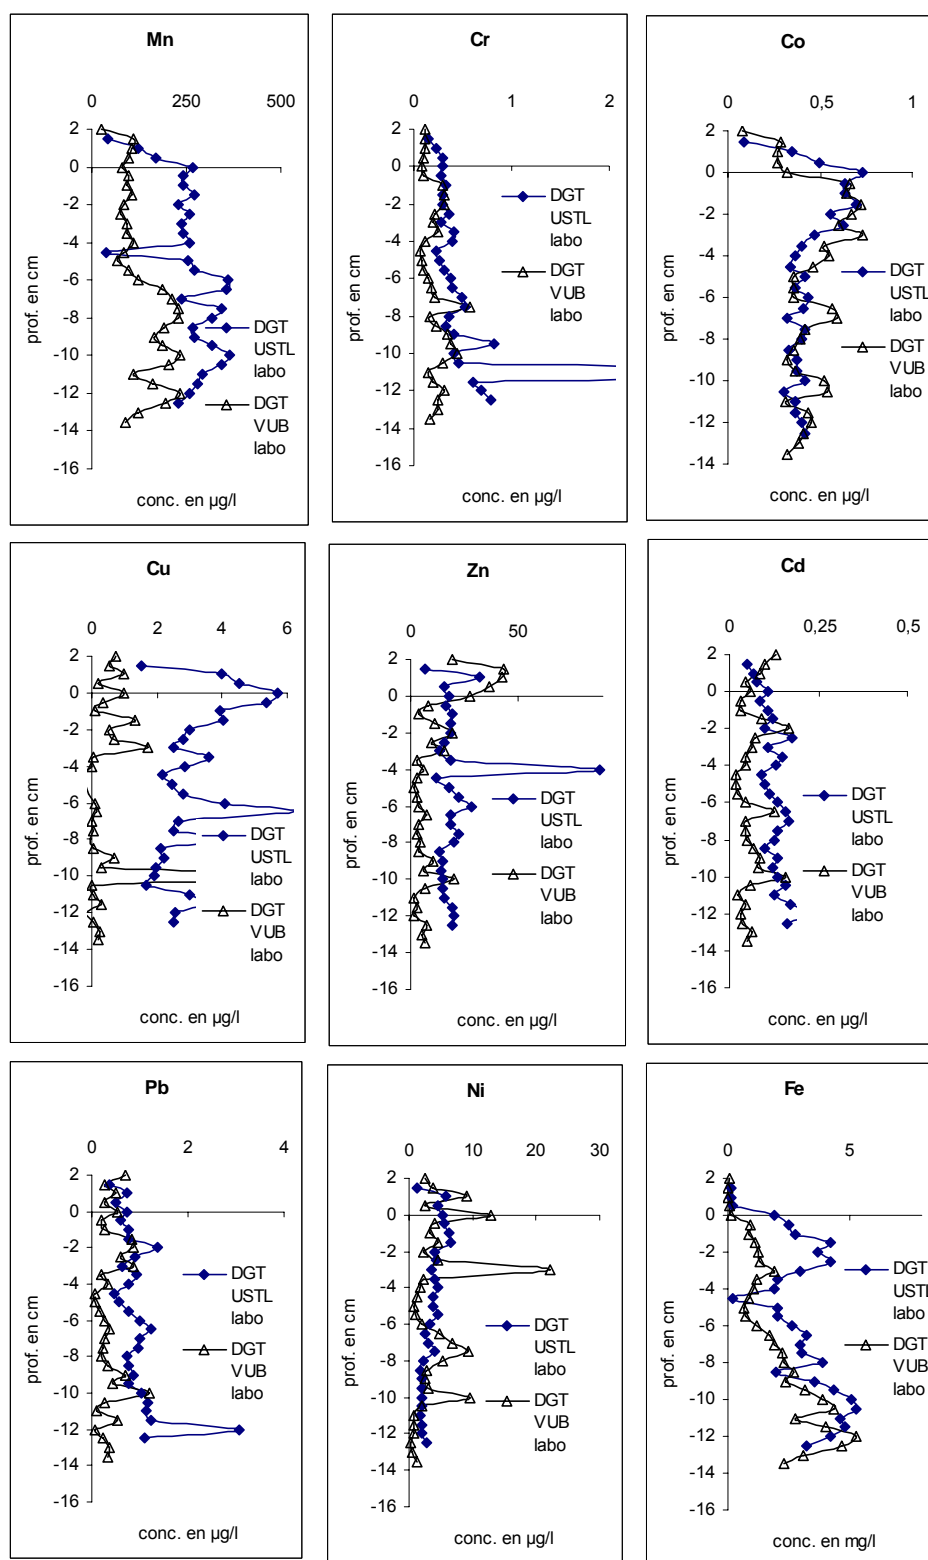 Mn
0 250 500
2
0
-2
-4
-6
-8
-10
-12
-14
-16
prof. en cm
DGT
USTL
labo
DGT
VUB
labo
conc. en µg/l
Cr
0 1 2
2
0
-2
-4
-6
-8
-10
-12
-14
-16
prof. en cm
DGT
USTL
labo
DGT
VUB
labo
conc. en µg/l
Co
0 0,5 1
2
0
-2
-4
-6
-8
-10
-12
-14
prof. en cm
DGT
USTL
labo
DGT
VUB
labo
conc. en µg/l
Cu
0 2 4 6
2
0
-2
-4
-6
-8
-10
-12
-14
-16
prof. en cm
DGT
USTL
labo
DGT
VUB
labo
conc. en µg/l
Zn
0 50
2
0
-2
-4
-6
-8
-10
-12
-14
-16
prof. en cm
DGT
USTL
labo
DGT
VUB
labo
conc. en µg/l
Cd
0 0,25 0,5
2
0
-2
-4
-6
-8
-10
-12
-14
-16
prof. en cm
DGT
USTL
labo
DGT
VUB
labo
conc. en µg/l
Pb
0 2 4
2
0
-2
-4
-6
-8
-10
-12
-14
-16
prof. en cm
DGT
USTL
labo
DGT
VUB
labo
conc. en µg/l
Ni
0 10 20 30
2
0
-2
-4
-6
-8
-10
-12
-14
-16
prof. en cm
DGT
USTL
labo
DGT
VUB
labo
conc. en µg/l
Fe
0 5
2
0
-2
-4
-6
-8
-10
-12
-14
-16
prof. en cm
DGT
USTL
labo
DGT
VUB
labo
conc. en mg/l